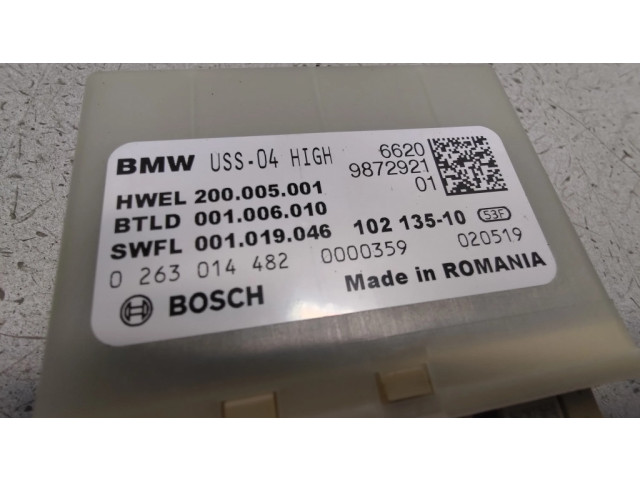 BMW USS-04 HIGH 6620
9872921
01
HWEL 200.005.001
BTLD 001.006.010
SWFL 001.019.046 102 135-10 53F
0 263 014 482 0000359 020519
BOSCH Made in ROMANIA